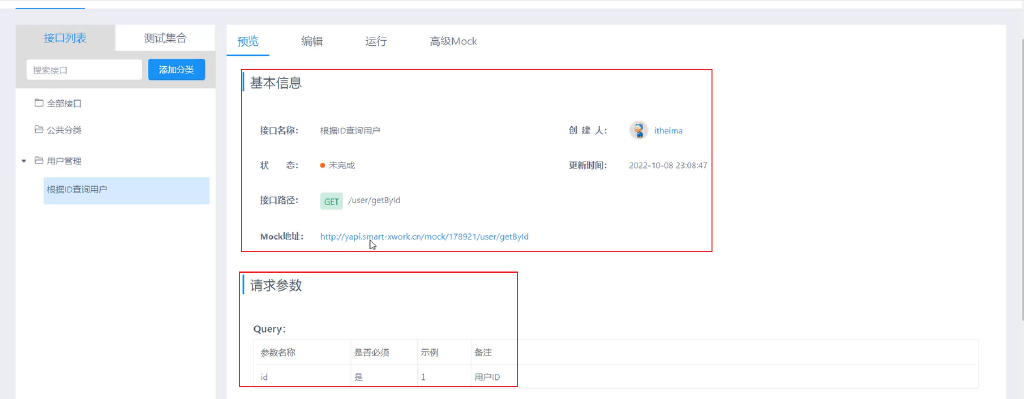 接口列表 测试集合
搜索接口 添加分类
全部接口
公共分类
用户管理
根据ID查询用户
预览 编辑 运行 高级Mock
基本信息
接口名称： 根据ID查询用户 创 建 人： itheima
状 态： 未完成 更新时间： 2022-10-08 23:08:47
接口路径： GET /user/getById
Mock地址： http://yapi.smart-xwork.cn/mock/178921/user/getById
请求参数
Query：
参数名称 是否必须 示例 备注
id 是 1 用户ID